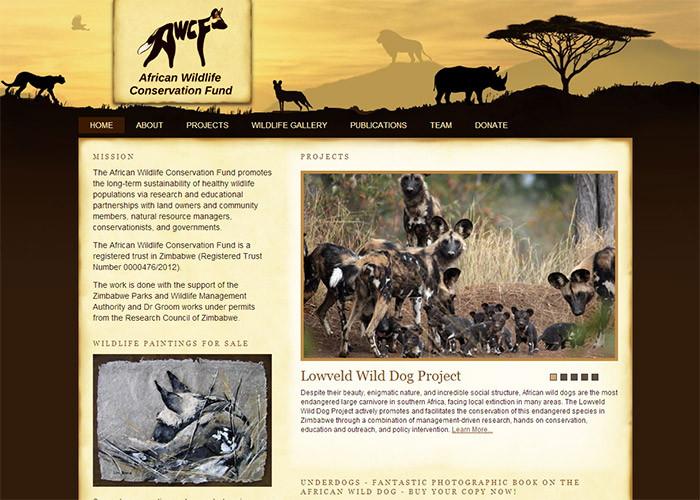 AWCF
African Wildlife
Conservation Fund
HOME ABOUT PROJECTS WILDLIFE GALLERY PUBLICATIONS TEAM DONATE
MISSION
The African Wildlife Conservation Fund promotes
the long-term sustainability of healthy wildlife
populations via research and educational
partnerships with land owners and community
members, natural resource managers,
conservationists, and governments.
The African Wildlife Conservation Fund is a
registered trust in Zimbabwe (Registered Trust
Number 0000476/2012).
The work is done with the support of the
Zimbabwe Parks and Wildlife Management
Authority and Dr Groom works under permits
from the Research Council of Zimbabwe.
WILDLIFE PAINTINGS FOR SALE
PROJECTS
Lowveld Wild Dog Project
Despite their beauty, enigmatic nature, and incredible social structure, African wild dogs are the most
endangered large carnivore in southern Africa, facing local extinction in many areas. The Lowveld
Wild Dog Project actively promotes and facilitates the conservation of this endangered species in
Zimbabwe through a combination of management-driven research, hands on conservation,
education and outreach, and policy intervention. Learn More...
UNDERDOGS - FANTASTIC PHOTOGRAPHIC BOOK ON THE
AFRICAN WILD DOG - BUY YOUR COPY NOW!